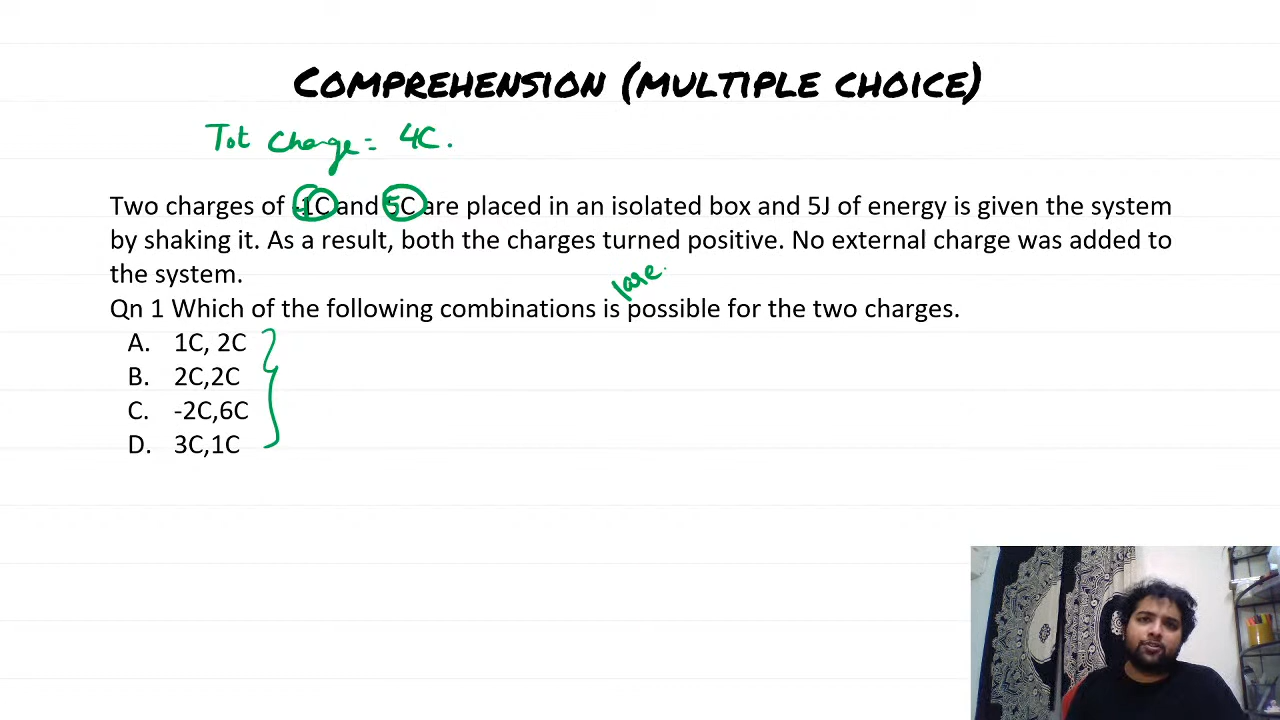 COMPREHENSION (MULTIPLE CHOICE)
Tot Charge = 4C.
Two charges of -1C and 5C are placed in an isolated box and 5J of energy is given the system
by shaking it. As a result, both the charges turned positive. No external charge was added to
the system.
Qn 1 Which of the following combinations is possible for the two charges.
A. 1C, 2C
B. 2C,2C
C. -2C,6C
D. 3C,1C